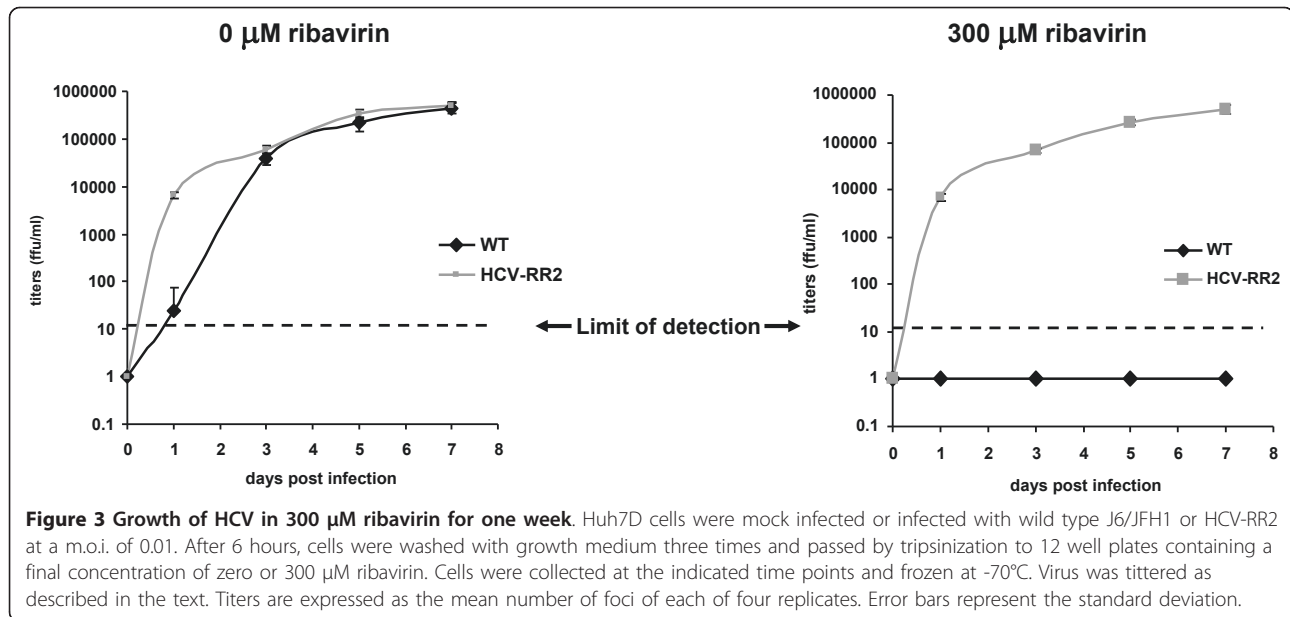 0 µM ribavirin
300 µM ribavirin
titers (ffu/ml)
1000000
100000
10000
1000
100
10
1
0.1
0 1 2 3 4 5 6 7 8
days post infection
WT
HCV-RR2
Limit of detection
titers (ffu/ml)
1000000
100000
10000
1000
100
10
1
0.1
0 1 2 3 4 5 6 7 8
days post infection
WT
HCV-RR2
Figure 3 Growth of HCV in 300 µM ribavirin for one week. Huh7D cells were mock infected or infected with wild type J6/JFH1 or HCV-RR2
at a m.o.i. of 0.01. After 6 hours, cells were washed with growth medium three times and passed by tripsinization to 12 well plates containing a
final concentration of zero or 300 µM ribavirin. Cells were collected at the indicated time points and frozen at -70°C. Virus was tittered as
described in the text. Titers are expressed as the mean number of foci of each of four replicates. Error bars represent the standard deviation.